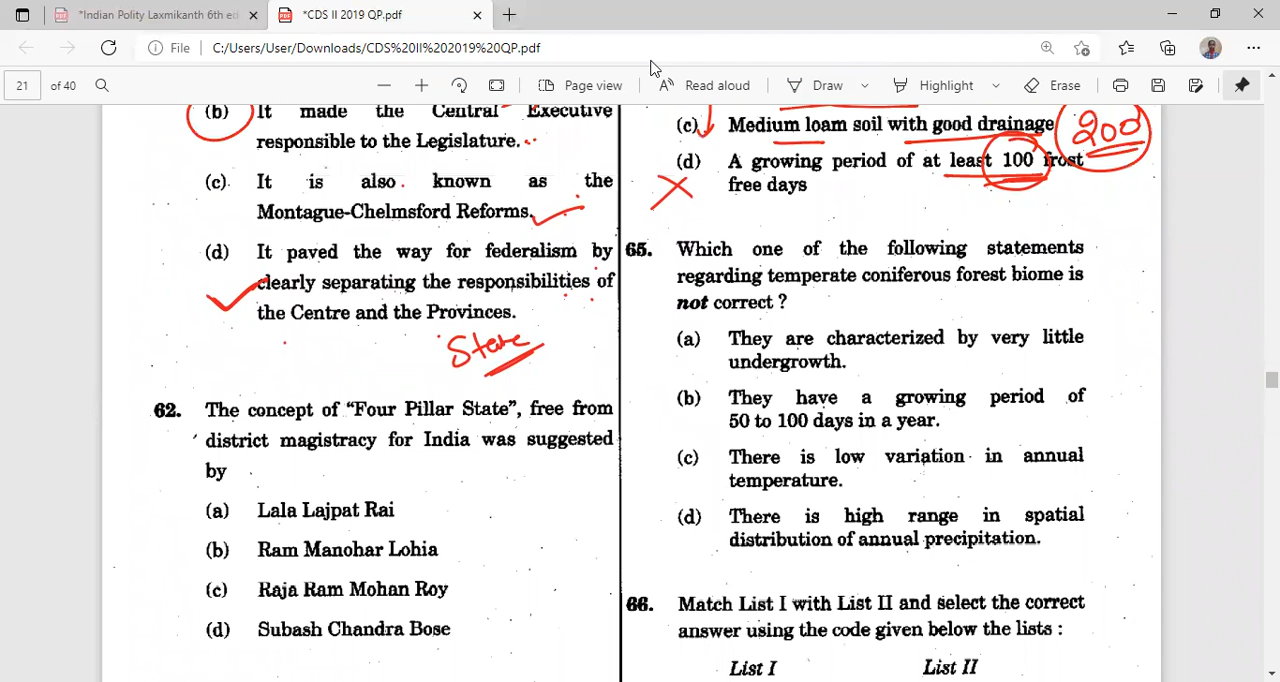 *Indian Polity Laxmikanth 6th ed
*CDS II 2019 QP.pdf
File
C:/Users/User/Downloads/CDS%20II%202019%20QP.pdf
21 of 40
Page view
Read aloud
Draw
Highlight
Erase
(b) It made the Central Executive
responsible to the Legislature.
(c) It is also known as the
Montague-Chelmsford Reforms.
(d) It paved the way for federalism by
clearly separating the responsibilities of
the Centre and the Provinces.
State
62. The concept of "Four Pillar State", free from
district magistracy for India was suggested
by
(a) Lala Lajpat Rai
(b) Ram Manohar Lohia
(c) Raja Ram Mohan Roy
(d) Subash Chandra Bose
(c) Medium loam soil with good drainage
200
(d) A growing period of at least 100 frost
free days
65. Which one of the following statements
regarding temperate coniferous forest biome is
not correct ?
(a) They are characterized by very little
undergrowth.
(b) They have a growing period of
50 to 100 days in a year.
(c) There is low variation in annual
temperature.
(d) There is high range in spatial
distribution of annual precipitation.
66. Match List I with List II and select the correct
answer using the code given below the lists :
List I List II